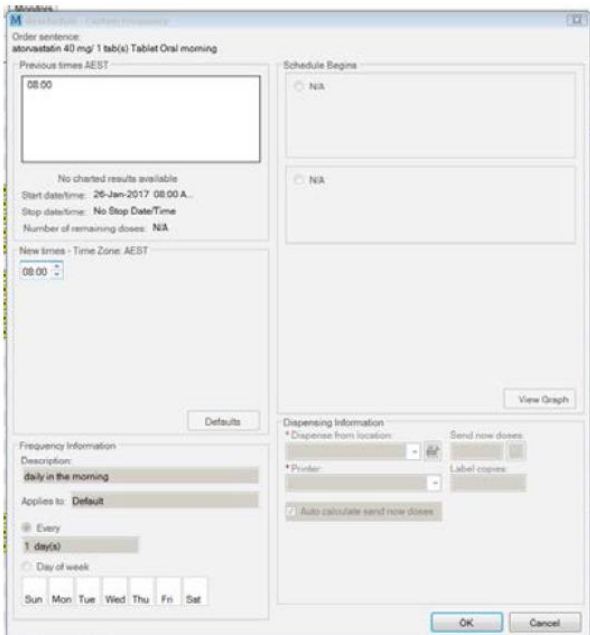 Monitors
M Reschedule - Custom Frequency
Order sentence:
atorvastatin 40 mg/ 1 tab(s) Tablet Oral morning
Previous times AEST
08:00
No charted results available
Start date/time: 26-Jan-2017 08:00 A...
Stop date/time: No Stop Date/Time
Number of remaining doses: N/A
New times - Time Zone: AEST
08:00
Defaults
Frequency Information
Description:
daily in the morning
Applies to: Default
Every
1 day(s)
Day of week
Sun Mon Tue Wed Thu Fri Sat
Schedule Begins
N/A
N/A
View Graph
Dispensing Information
*Dispense from location: Send now doses:
*Printer: Label copies:
Auto calculate send now doses
OK Cancel